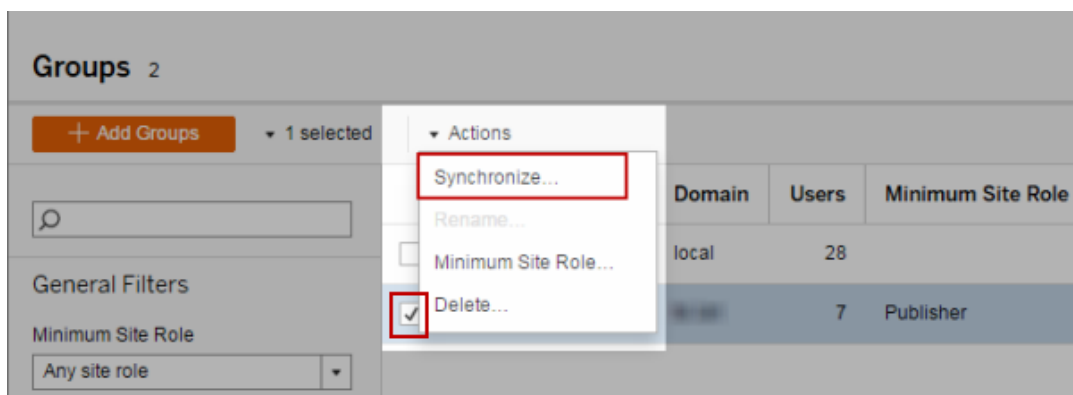 Groups 2
+ Add Groups
1 selected
Actions
Synchronize...
Rename...
Minimum Site Role...
Delete...
Domain Users Minimum Site Role
local 28
7 Publisher
General Filters
Minimum Site Role
Any site role